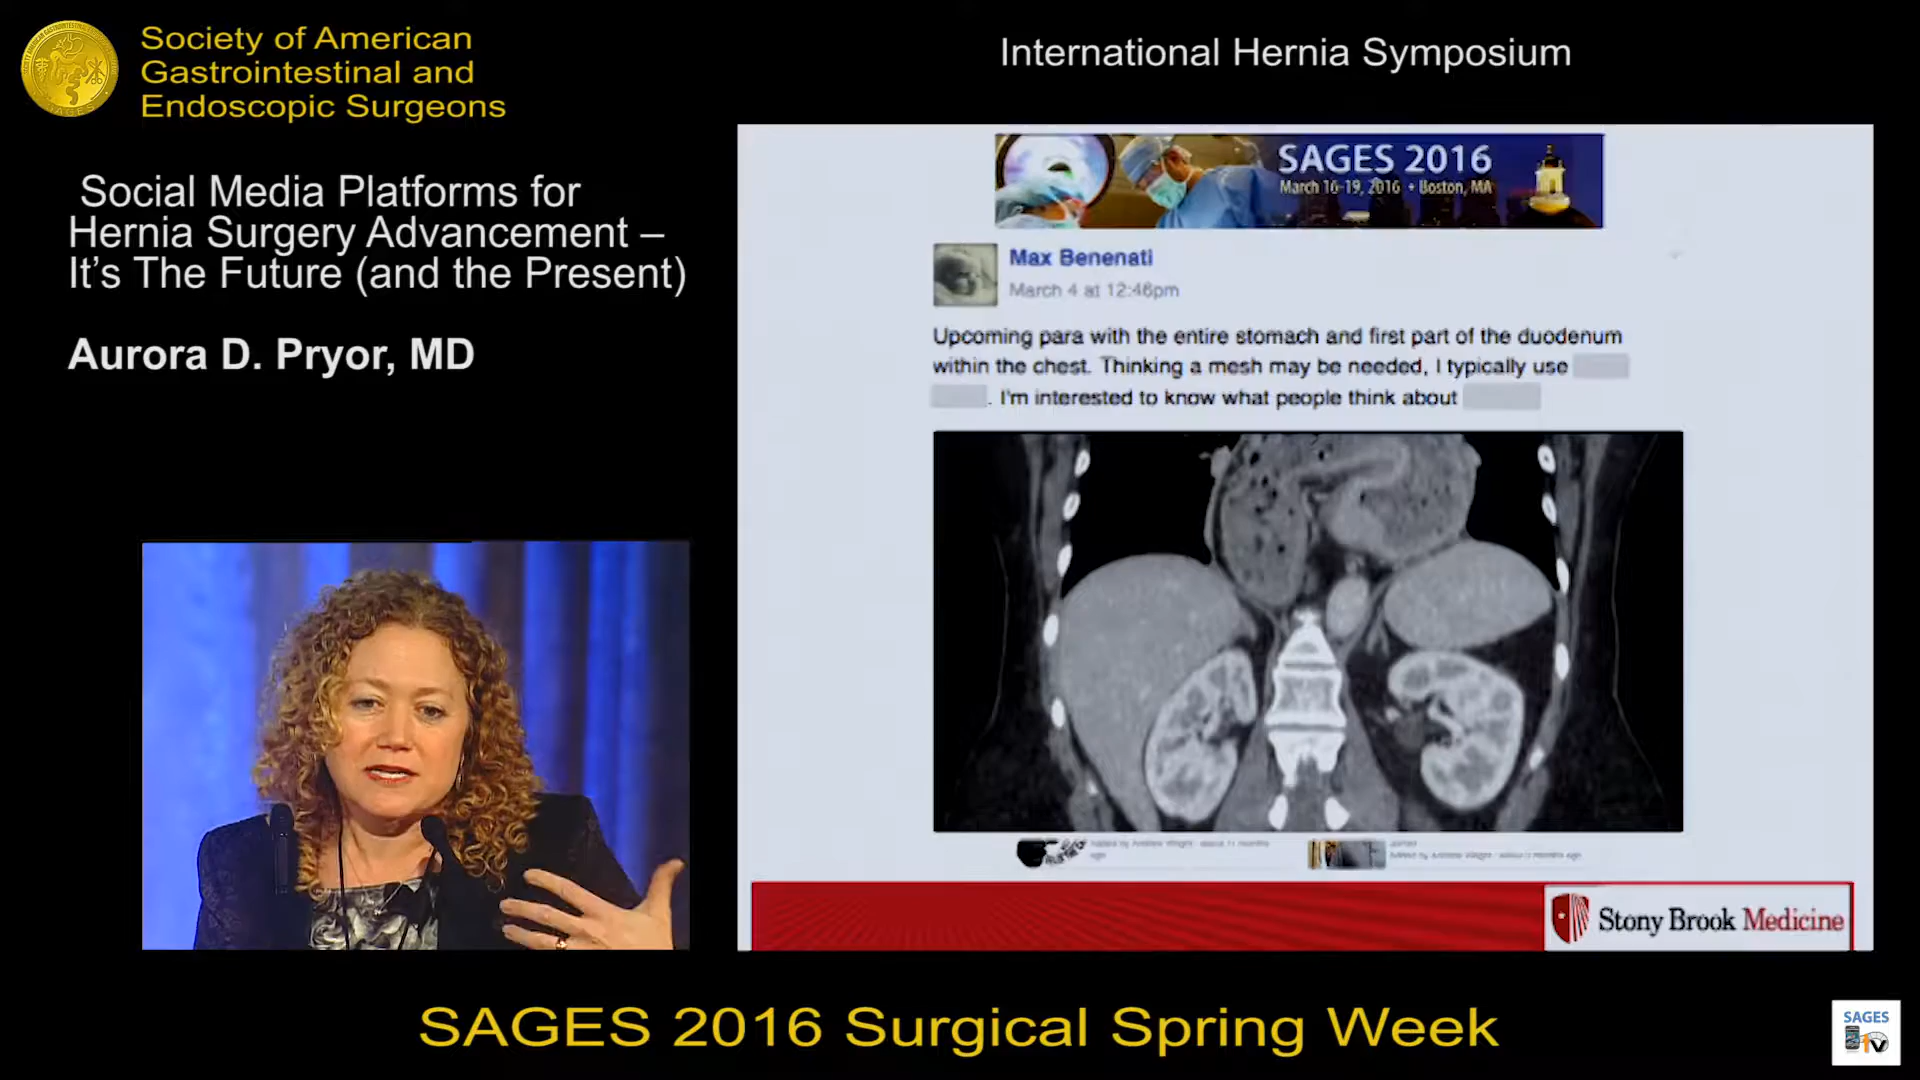 Society of American
Gastrointestinal and
Endoscopic Surgeons
International Hernia Symposium
Social Media Platforms for
Hernia Surgery Advancement –
It's The Future (and the Present)
Aurora D. Pryor, MD
SAGES 2016
March 16-19, 2016 • Boston, MA
Max Benenati
March 4 at 12:46pm
Upcoming para with the entire stomach and first part of the duodenum
within the chest. Thinking a mesh may be needed, I typically use
. I'm interested to know what people think about
Stony Brook Medicine
SAGES 2016 Surgical Spring Week
SAGES
TV